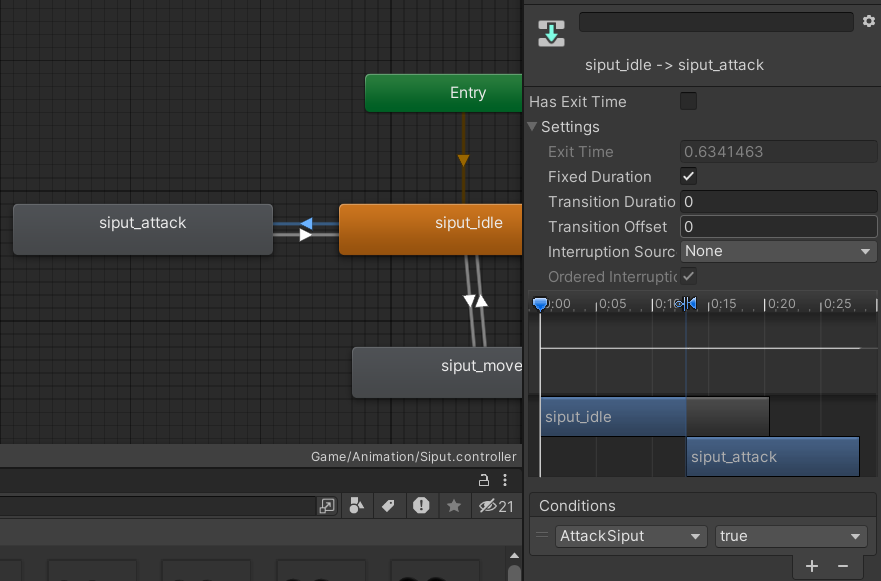 siput_idle -> siput_attack
Entry
Has Exit Time
Settings
Exit Time
0.6341463
Fixed Duration
siput_attack
siput_idle
Transition Duratio
0
Transition Offset
0
Interruption Sourc
None
Ordered Interruptic
:00
0:05
0:10
0:15
0:20
0:25
siput_move
siput_idle
siput_attack
Game/Animation/Siput.controller
21
Conditions
AttackSiput
true